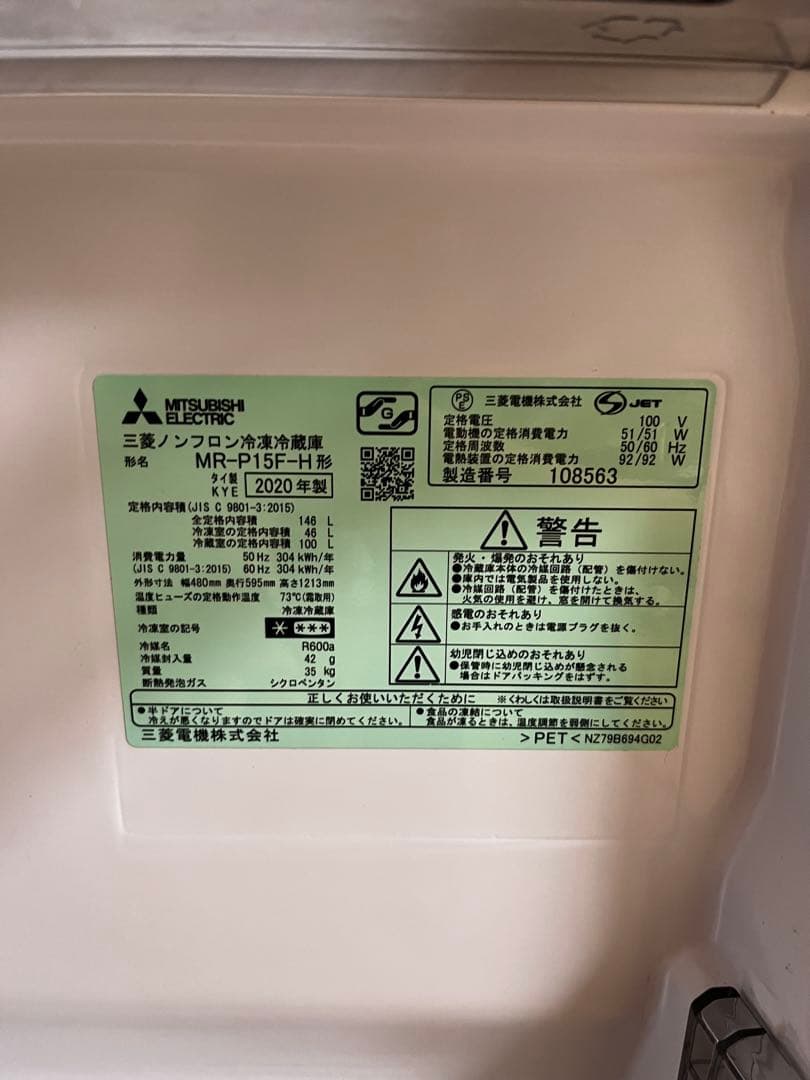 MITSUBISHI
ELECTRIC
G
三菱ノンフロン冷凍冷蔵庫
形名 MR-P15F-H形
タイ製
KYE 2020年製
定格内容積(JIS C 9801-3:2015)
全定格内容積 146 L
冷凍室の定格内容積 46 L
冷蔵室の定格内容積 100 L
消費電力量 50Hz 304kWh/年
(JIS C 9801-3:2015) 60Hz 304kWh/年
外形寸法 幅480mm 奥行595mm 高さ1213mm
温度ヒューズの定格動作温度 73℃(霜取用)
種類 冷凍冷蔵庫
冷凍室の記号
冷媒名 R600a
冷媒封入量 42 g
質量 35 kg
断熱発泡ガス シクロペンタン
PSE 三菱電機株式会社 S JET
定格電圧 100 V
電動機の定格消費電力 51/51 W
定格周波数 50/60 Hz
電熱装置の定格消費電力 92/92 W
製造番号 108563
警告
発火・爆発のおそれあり
●冷蔵庫本体の冷媒回路(配管)を傷付けない。
●庫内では電気製品を使用しない。
●冷媒回路(配管)を傷付けたときは、
火気の使用を避け、窓を開けて換気する。
感電のおそれあり
●お手入れのときは電源プラグを抜く。
幼児閉じ込めのおそれあり
●保管時に幼児閉じ込めが懸念される
場合はドアパッキングをはずす。
正しくお使いいただくために ※くわしくは取扱説明書をご覧ください
●半ドアについて
冷えが悪くなりますのでドアは確実に閉めてください。
●食品の凍結について
食品が凍るときは、温度調節を弱側にしてください。
三菱電機株式会社 >PET< NZ79B694G02